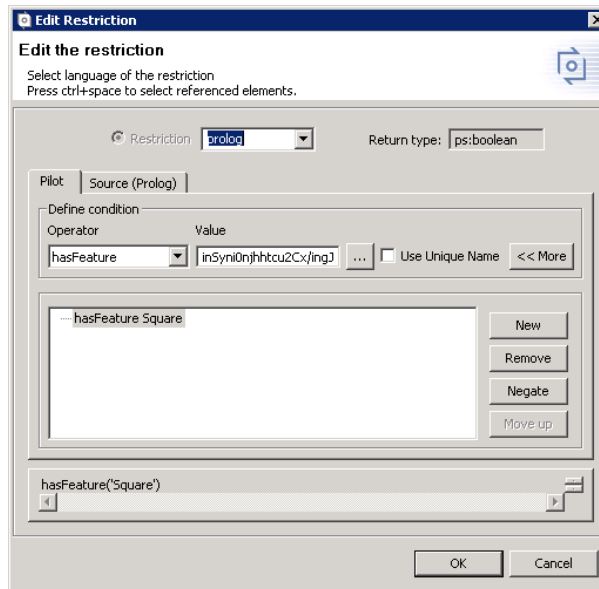 Edit Restriction
Edit the restriction
Select language of the restriction
Press ctrl+space to select referenced elements.
Restriction prolog Return type: ps:boolean
Pilot Source (Prolog)
Define condition
Operator Value
hasFeature inSyni0njhhtcu2Cx/ingJ ... Use Unique Name << More
hasFeature Square
New
Remove
Negate
Move up
hasFeature('Square')
OK Cancel